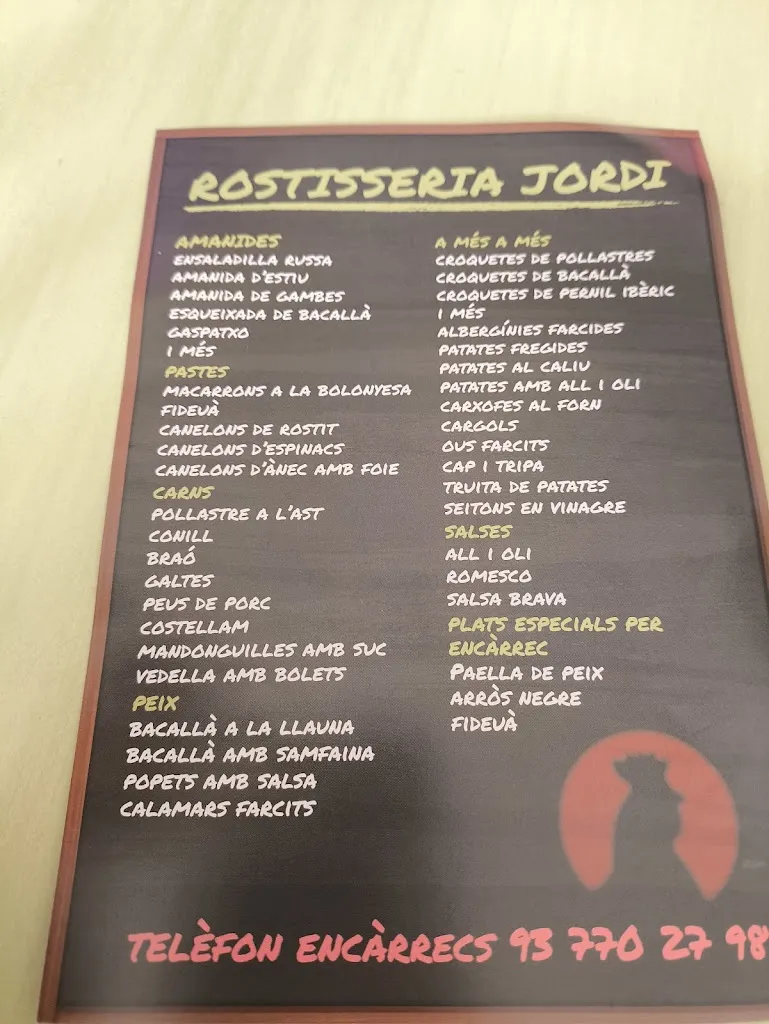 ROSTISSERIA JORDI
AMANIDES
ENSALADILLA RUSSA
AMANIDA D'ESTIU
AMANIDA DE GAMBES
ESQUEIXADA DE BACALLÀ
GASPATXO
I MÉS
PASTES
MACARRONS A LA BOLONYESA
FIDEUÀ
CANELONS DE ROSTIT
CANELONS D'ESPINACS
CANELONS D'ÀNEC AMB FOIE
CARNS
POLLASTRE A L'AST
CONILL
BRAÓ
GALTES
PEUS DE PORC
COSTELLAM
MANDONGUILLES AMB SUC
VEDELLA AMB BOLETS
PEIX
BACALLÀ A LA LLAUNA
BACALLÀ AMB SAMFAINA
POPETS AMB SALSA
CALAMARS FARCITS
A MÉS A MÉS
CROQUETES DE POLLASTRES
CROQUETES DE BACALLÀ
CROQUETES DE PERNIL IBÈRIC
I MÉS
ALBERGÍNIES FARCIDES
PATATES FREGIDES
PATATES AL CALIU
PATATES AMB ALL I OLI
CARXOFES AL FORN
CARGOLS
OUS FARCITS
CAP I TRIPA
TRUITA DE PATATES
SEITONS EN VINAGRE
SALSES
ALL I OLI
ROMESCO
SALSA BRAVA
PLATS ESPECIALS PER
ENCÀRREC
PAELLA DE PEIX
ARRÒS NEGRE
FIDEUÀ
TELÈFON ENCÀRRECS 93 770 27 98